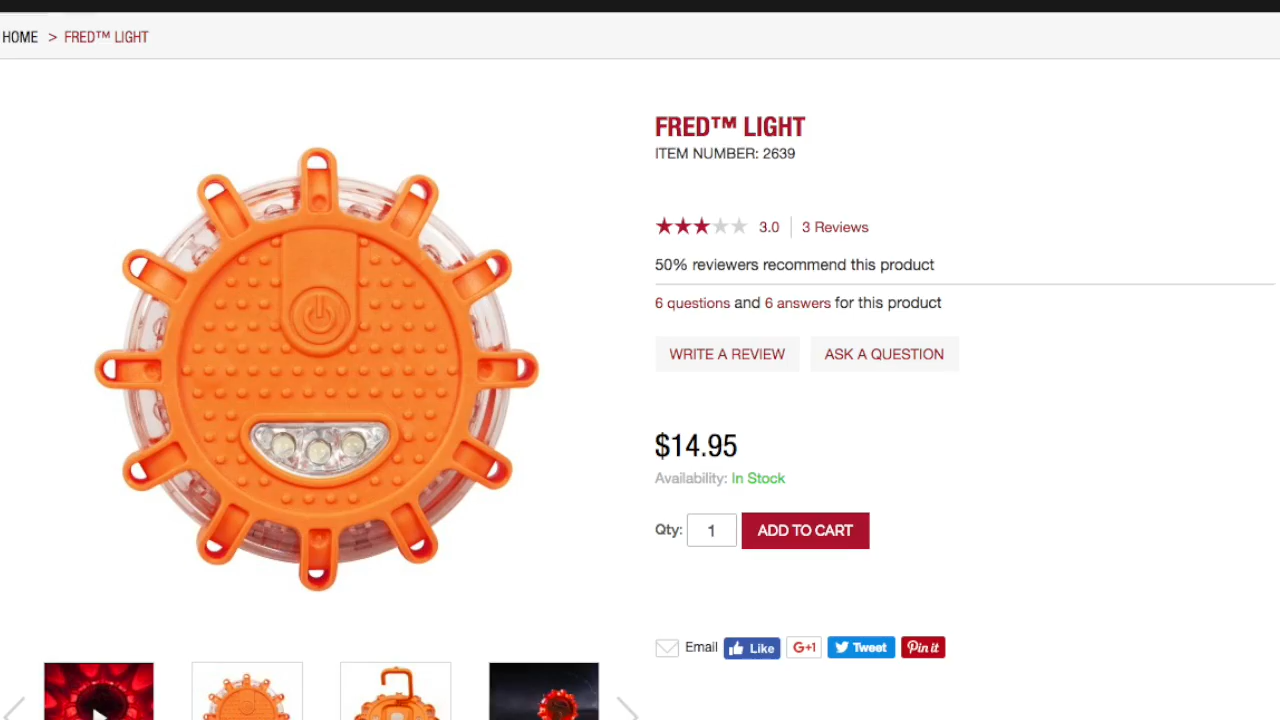 HOME > FRED™ LIGHT
FRED™ LIGHT
ITEM NUMBER: 2639
3.0 3 Reviews
50% reviewers recommend this product
6 questions and 6 answers for this product
WRITE A REVIEW ASK A QUESTION
$14.95
Availability: In Stock
Qty: 1 ADD TO CART
Email Like G+1 Tweet Pin it